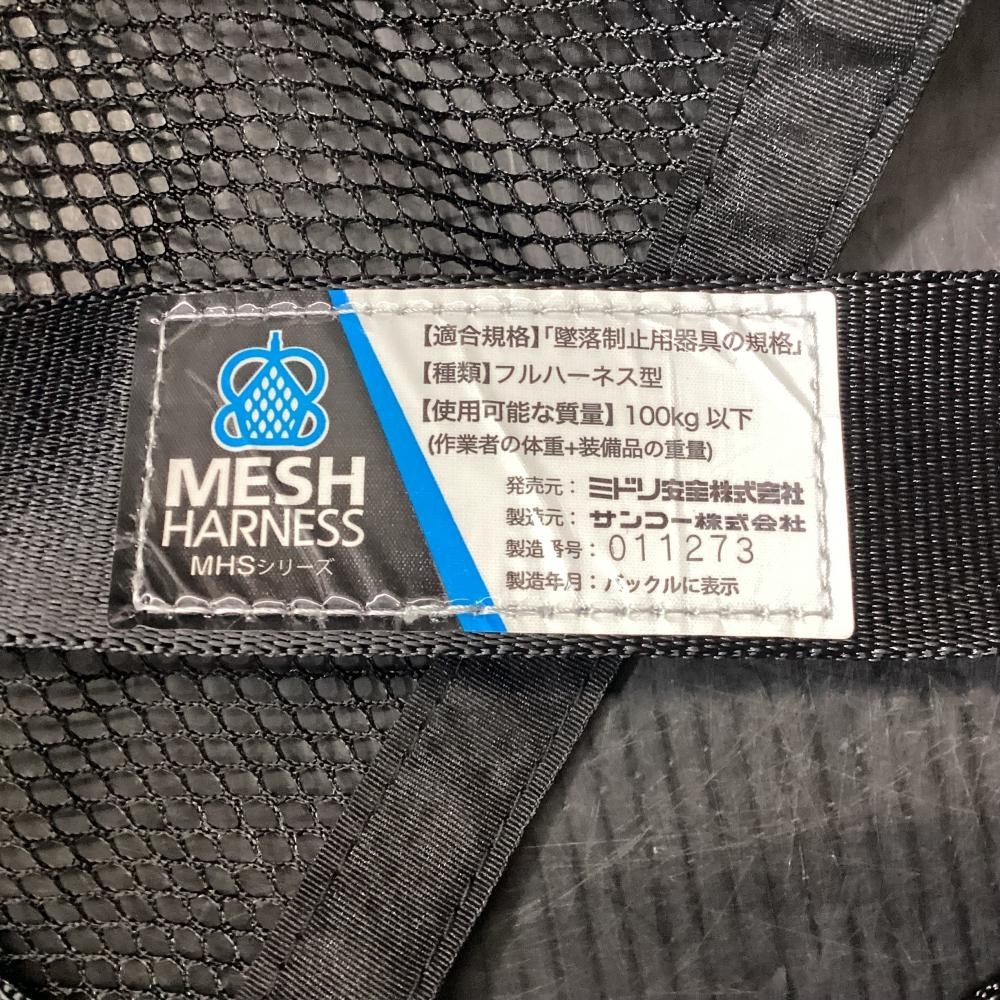 MESH
HARNESS
MHSシリーズ
【適合規格】「墜落制止用器具の規格」
【種類】フルハーネス型
【使用可能な質量】100kg 以下
(作業者の体重+装備品の重量)
発売元：ミドリ安全株式会社
製造元：サンコー株式会社
製造番号：011273
製造年月：バックルに表示